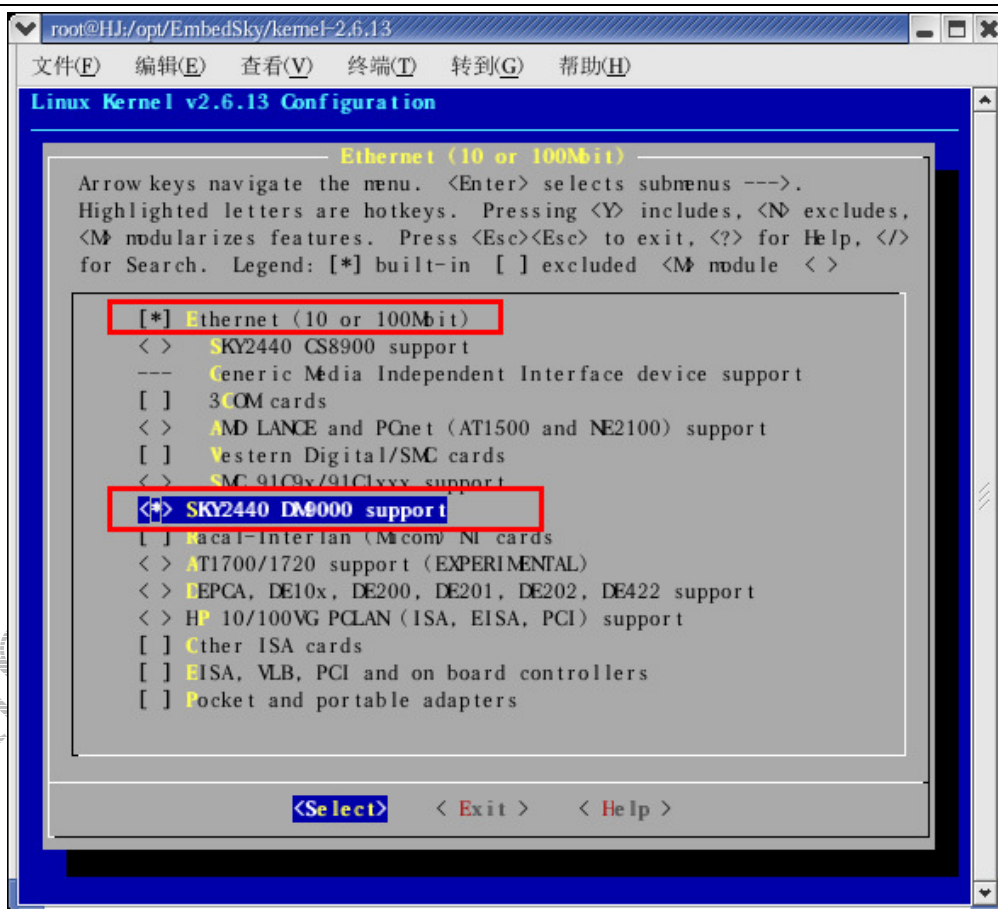 root@HJ:/opt/EmbedSky/kernel-2.6.13
文件(F) 编辑(E) 查看(V) 终端(T) 转到(G) 帮助(H)
Linux Kernel v2.6.13 Configuration
Ethernet (10 or 100Mbit)
Arrow keys navigate the menu. <Enter> selects submenus --->.
Highlighted letters are hotkeys. Pressing <Y> includes, <N> excludes,
<M> modularizes features. Press <Esc><Esc> to exit, <?> for Help, </>
for Search. Legend: [*] built-in [ ] excluded <M> module < >
[*] Ethernet (10 or 100Mbit)
< > SKY2440 CS8900 support
--- Generic Media Independent Interface device support
[ ] 3COM cards
< > AMD LANCE and PCnet (AT1500 and NE2100) support
[ ] Western Digital/SMC cards
< > SMC 91C9x/91C1xxx support
<*> SKY2440 DM9000 support
[ ] Racal-Interlan (Micom) NI cards
< > AT1700/1720 support (EXPERIMENTAL)
< > DEPCA, DE10x, DE200, DE201, DE202, DE422 support
< > HP 10/100VG PCLAN (ISA, EISA, PCI) support
[ ] Other ISA cards
[ ] EISA, VLB, PCI and on board controllers
[ ] Pocket and portable adapters
<Select> < Exit > < Help >